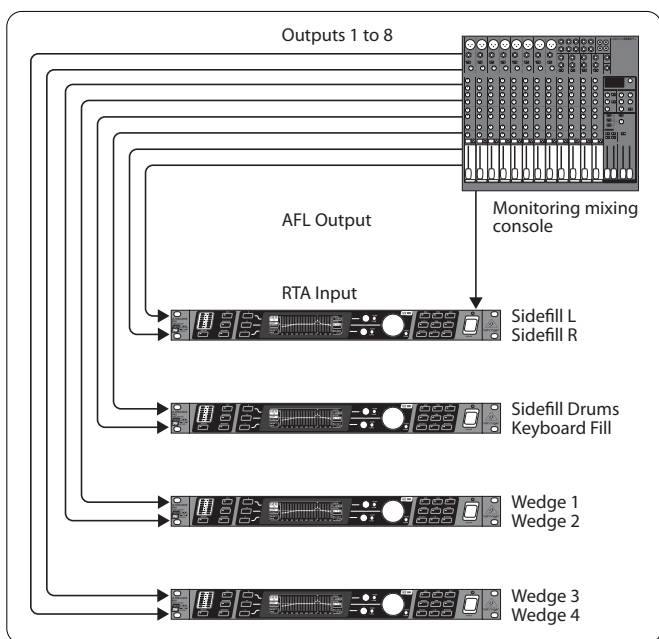 Outputs 1 to 8
Monitoring mixing
console
AFL Output
RTA Input
Sidefill L
Sidefill R
Sidefill Drums
Keyboard Fill
Wedge 1
Wedge 2
Wedge 3
Wedge 4